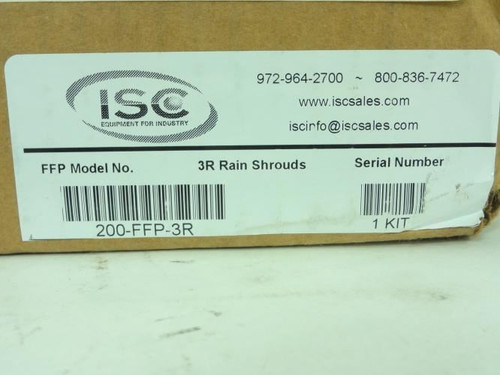 ISC
EQUIPMENT FOR INDUSTRY
972-964-2700 ~ 800-836-7472
www.iscsales.com
iscinfo@iscsales.com
FFP Model No. 3R Rain Shrouds Serial Number
200-FFP-3R 1 KIT